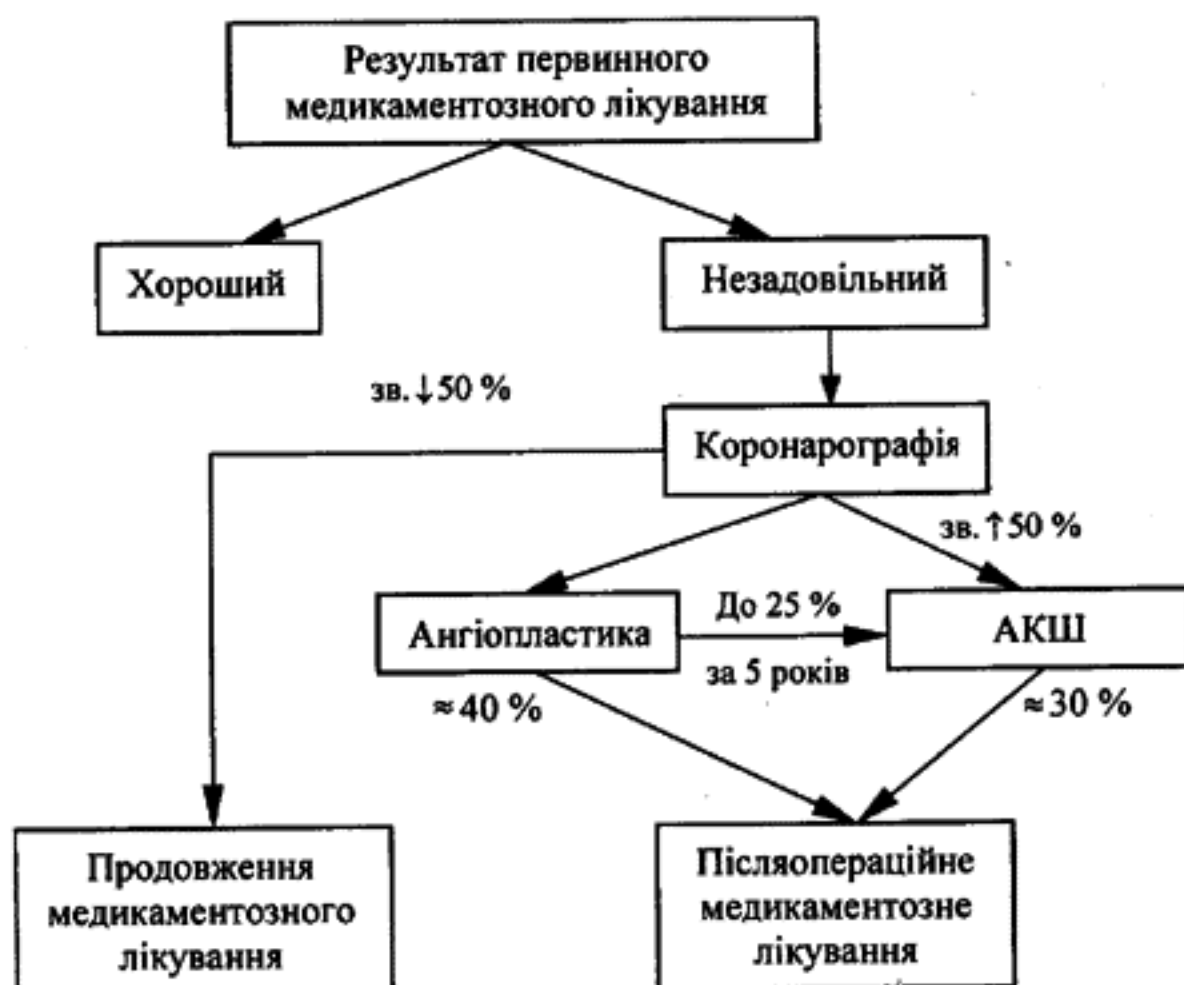 Результат первинного
медикаментозного лікування
Хороший
Незадовільний
зв. ↓ 50 %
Коронарографія
зв. ↑ 50 %
Ангіопластика
До 25 %
за 5 років
АКШ
≈ 40 %
≈ 30 %
Продовження
медикаментозного
лікування
Післяопераційне
медикаментозне
лікування